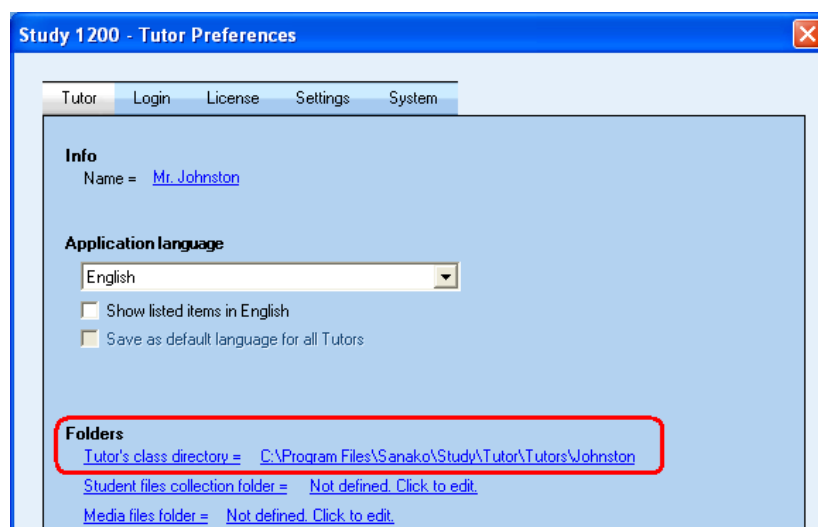 Study 1200 - Tutor Preferences
Tutor Login License Settings System
Info
Name = Mr. Johnston
Application language
English
Show listed items in English
Save as default language for all Tutors
Folders
Tutor's class directory = C:\Program Files\Sanako\Study\Tutor\Tutors\Johnston
Student files collection folder = Not defined. Click to edit.
Media files folder = Not defined. Click to edit.